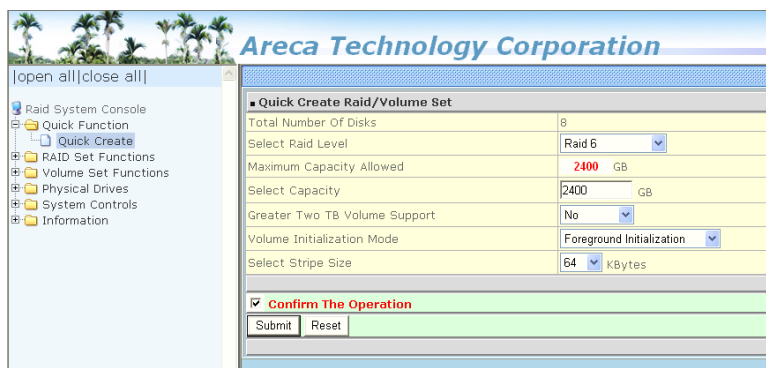 Areca Technology Corporation
|open all|close all|
Raid System Console
Quick Function
Quick Create
RAID Set Functions
Volume Set Functions
Physical Drives
System Controls
Information
Quick Create Raid/Volume Set
Total Number Of Disks 8
Select Raid Level Raid 6
Maximum Capacity Allowed 2400 GB
Select Capacity 2400 GB
Greater Two TB Volume Support No
Volume Initialization Mode Foreground Initialization
Select Stripe Size 64 KBytes
Confirm The Operation
Submit Reset